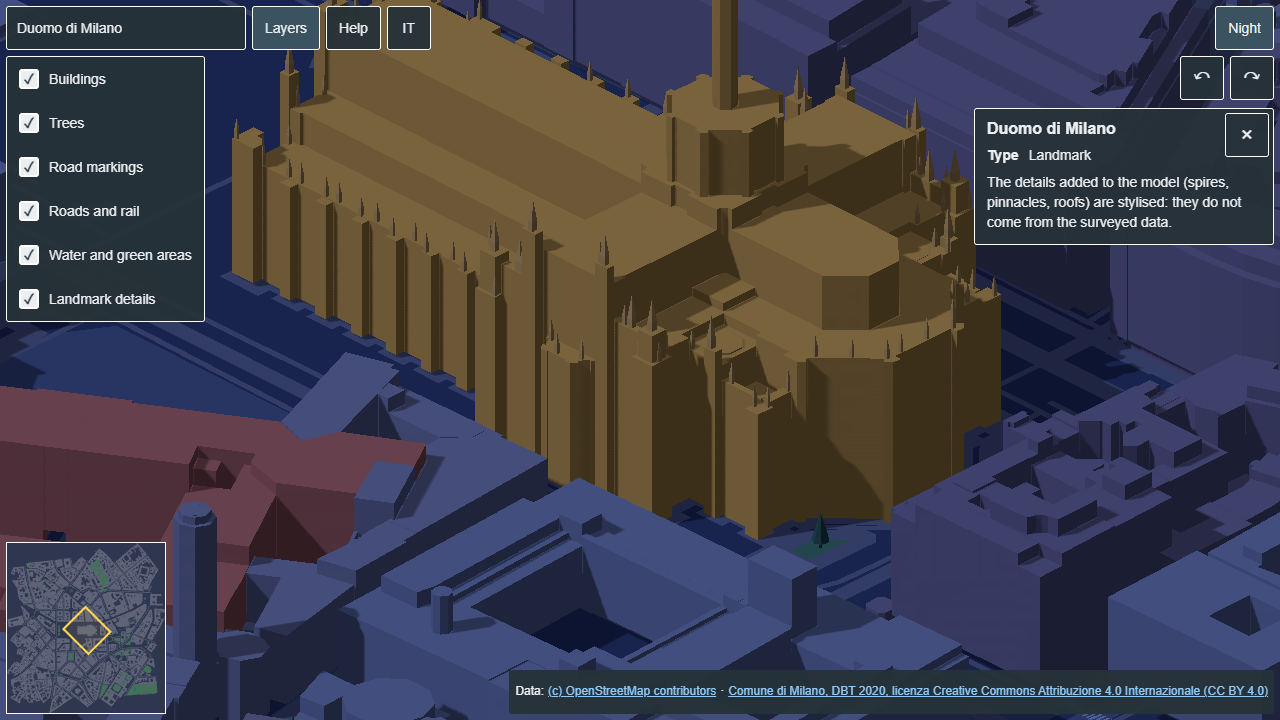 Duomo di Milano
Layers
Help
IT
Night
Buildings
Trees
Road markings
Roads and rail
Water and green areas
Landmark details
Duomo di Milano
Type Landmark
The details added to the model (spires,
pinnacles, roofs) are stylised: they do not
come from the surveyed data.
Data: (c) OpenStreetMap contributors · Comune di Milano, DBT 2020, licenza Creative Commons Attribuzione 4.0 Internazionale (CC BY 4.0)